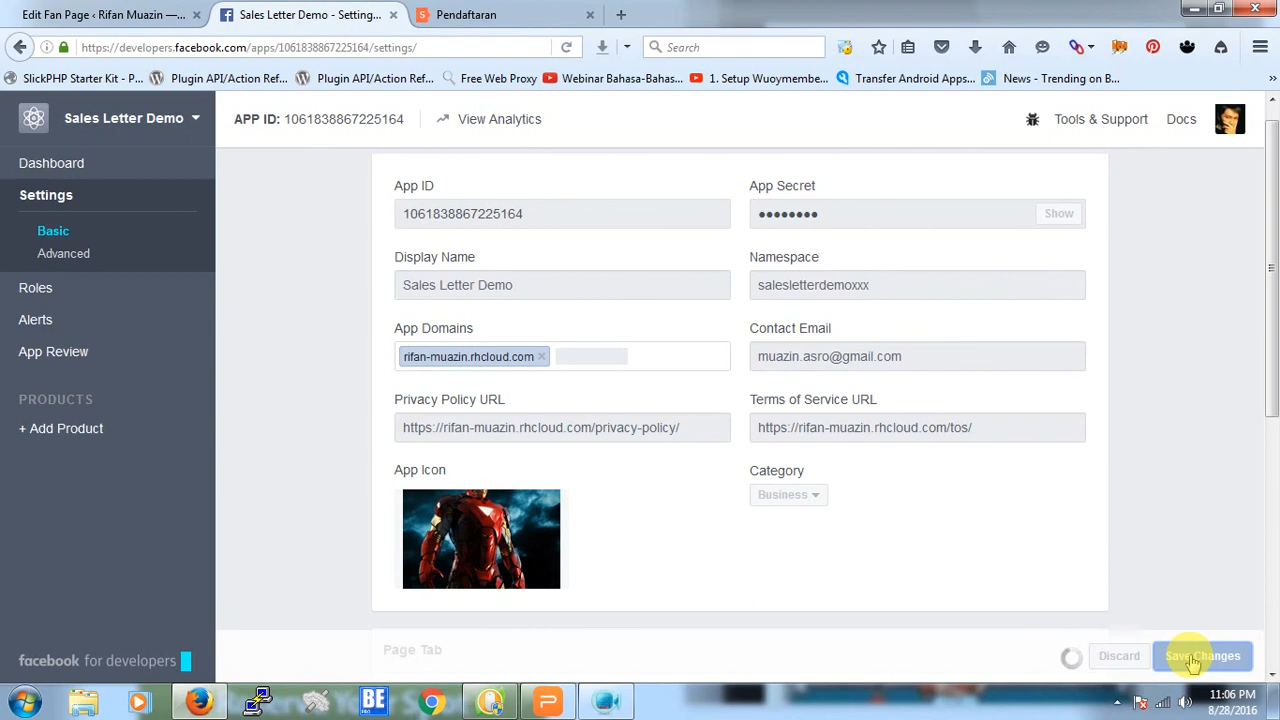 Edit Fan Page ‹ Rifan Muazin —... ×
Sales Letter Demo - Setting... ×
Pendaftaran ×
https://developers.facebook.com/apps/1061838867225164/settings/
Search
SlickPHP Starter Kit - P...
Plugin API/Action Ref...
Plugin API/Action Ref...
Free Web Proxy
Webinar Bahasa-Bahas...
1. Setup Wuoymembe...
Transfer Android Apps...
News - Trending on B...
»
Sales Letter Demo
APP ID: 1061838867225164
View Analytics
Tools & Support
Docs
Dashboard
Settings
Basic
Advanced
Roles
Alerts
App Review
PRODUCTS
+ Add Product
App ID
1061838867225164
App Secret
●●●●●●●●
Show
Display Name
Sales Letter Demo
Namespace
salesletterdemoxxx
App Domains
rifan-muazin.rhcloud.com ×
Contact Email
muazin.asro@gmail.com
Privacy Policy URL
https://rifan-muazin.rhcloud.com/privacy-policy/
Terms of Service URL
https://rifan-muazin.rhcloud.com/tos/
App Icon
Category
Business
Page Tab
Discard
Save Changes
facebook for developers
BE
11:06 PM
8/28/2016